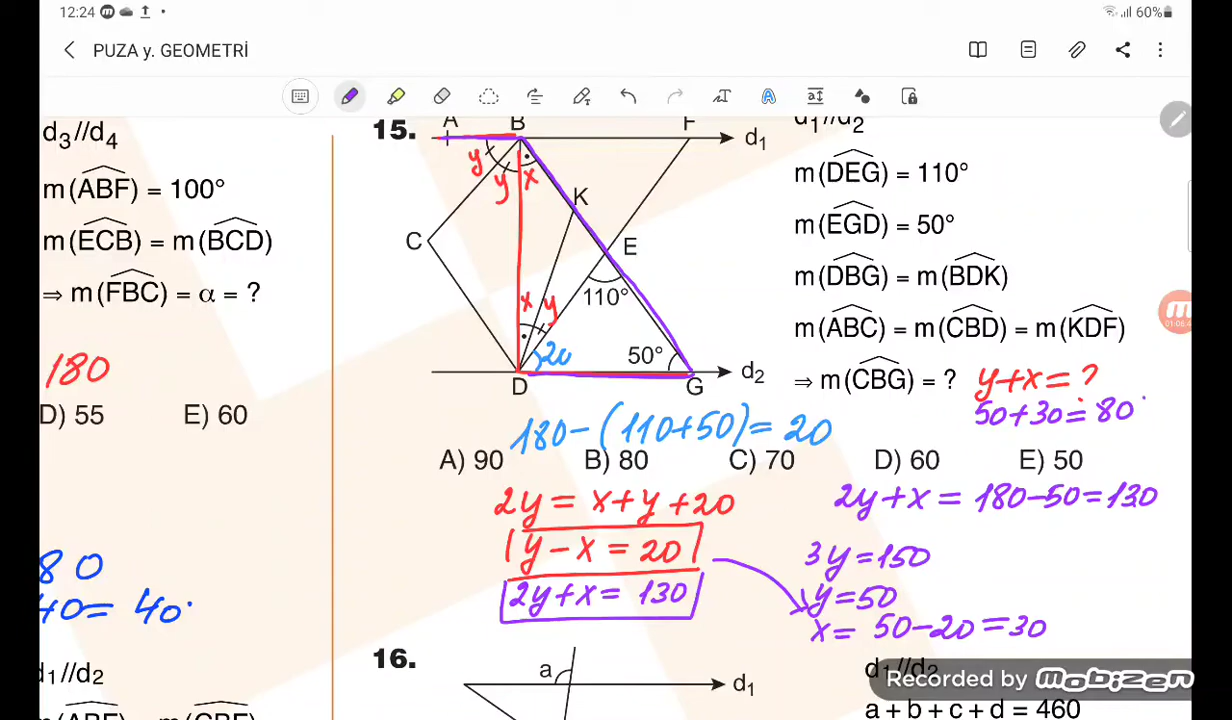 12:24
60%
PUZA y. GEOMETRİ
d3//d4
m(ABF) = 100°
m(ECB) = m(BCD)
⇒ m(FBC) = α = ?
180
D) 55 E) 60
80
40= 40
d1//d2
15.
A B F d1
y y x
K
C E
110°
x y
20 50°
D G d2
180-(110+50)= 20
A) 90 B) 80 C) 70 D) 60 E) 50
d1//d2
m(DEG) = 110°
m(EGD) = 50°
m(DBG) = m(BDK)
m(ABC) = m(CBD) = m(KDF)
⇒ m(CBG) = ? y+x= ?
50+30=80
2y = x+y+20
y-x = 20
2y+x= 130
2y+x= 180-50=130
3y=150
y=50
x= 50-20=30
16.
a d1
d1//d2
a + b + c + d = 460
Recorded by mobizen